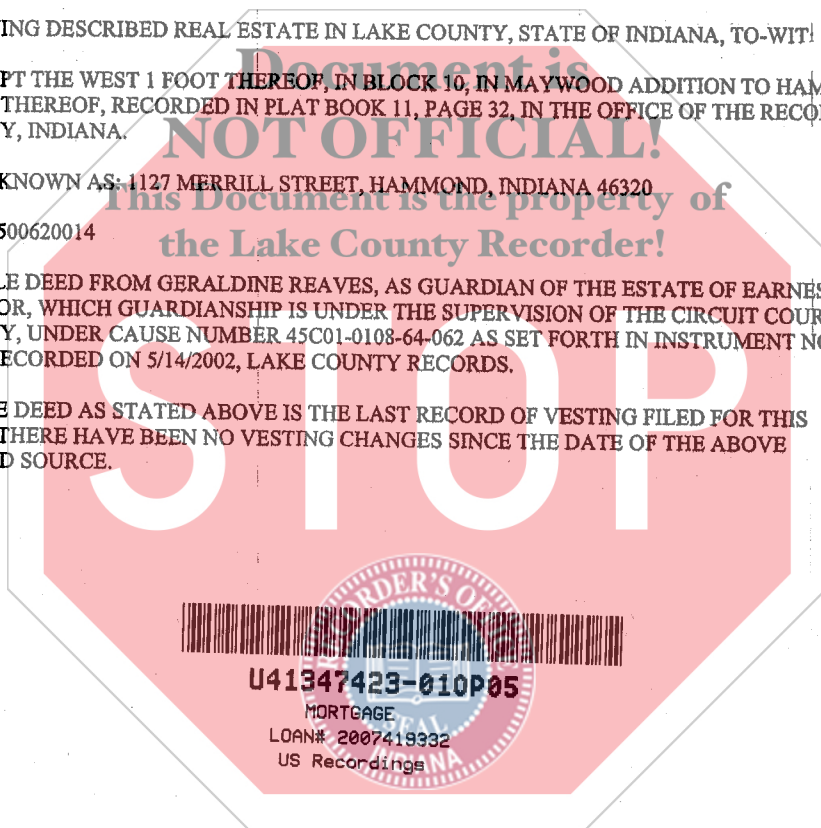 ING DESCRIBED REAL ESTATE IN LAKE COUNTY, STATE OF INDIANA, TO-WIT:
Document is
PT THE WEST 1 FOOT THEREOF, IN BLOCK 10, IN MAYWOOD ADDITION TO HAM
THEREOF, RECORDED IN PLAT BOOK 11, PAGE 32, IN THE OFFICE OF THE RECO
Y, INDIANA.
NOT OFFICIAL!
KNOWN AS: 1127 MERRILL STREET, HAMMOND, INDIANA 46320
This Document is the property of
500620014
the Lake County Recorder!
LE DEED FROM GERALDINE REAVES, AS GUARDIAN OF THE ESTATE OF EARNES
OR, WHICH GUARDIANSHIP IS UNDER THE SUPERVISION OF THE CIRCUIT COUR
Y, UNDER CAUSE NUMBER 45C01-0108-64-062 AS SET FORTH IN INSTRUMENT NO
ECORDED ON 5/14/2002, LAKE COUNTY RECORDS.
STOP
E DEED AS STATED ABOVE IS THE LAST RECORD OF VESTING FILED FOR THIS
THERE HAVE BEEN NO VESTING CHANGES SINCE THE DATE OF THE ABOVE
D SOURCE.
RECORDER'S OFFICE
U41347423-010P05
MORTGAGE
SEAL
LOAN# 2007419332
INDIANA
US Recordings